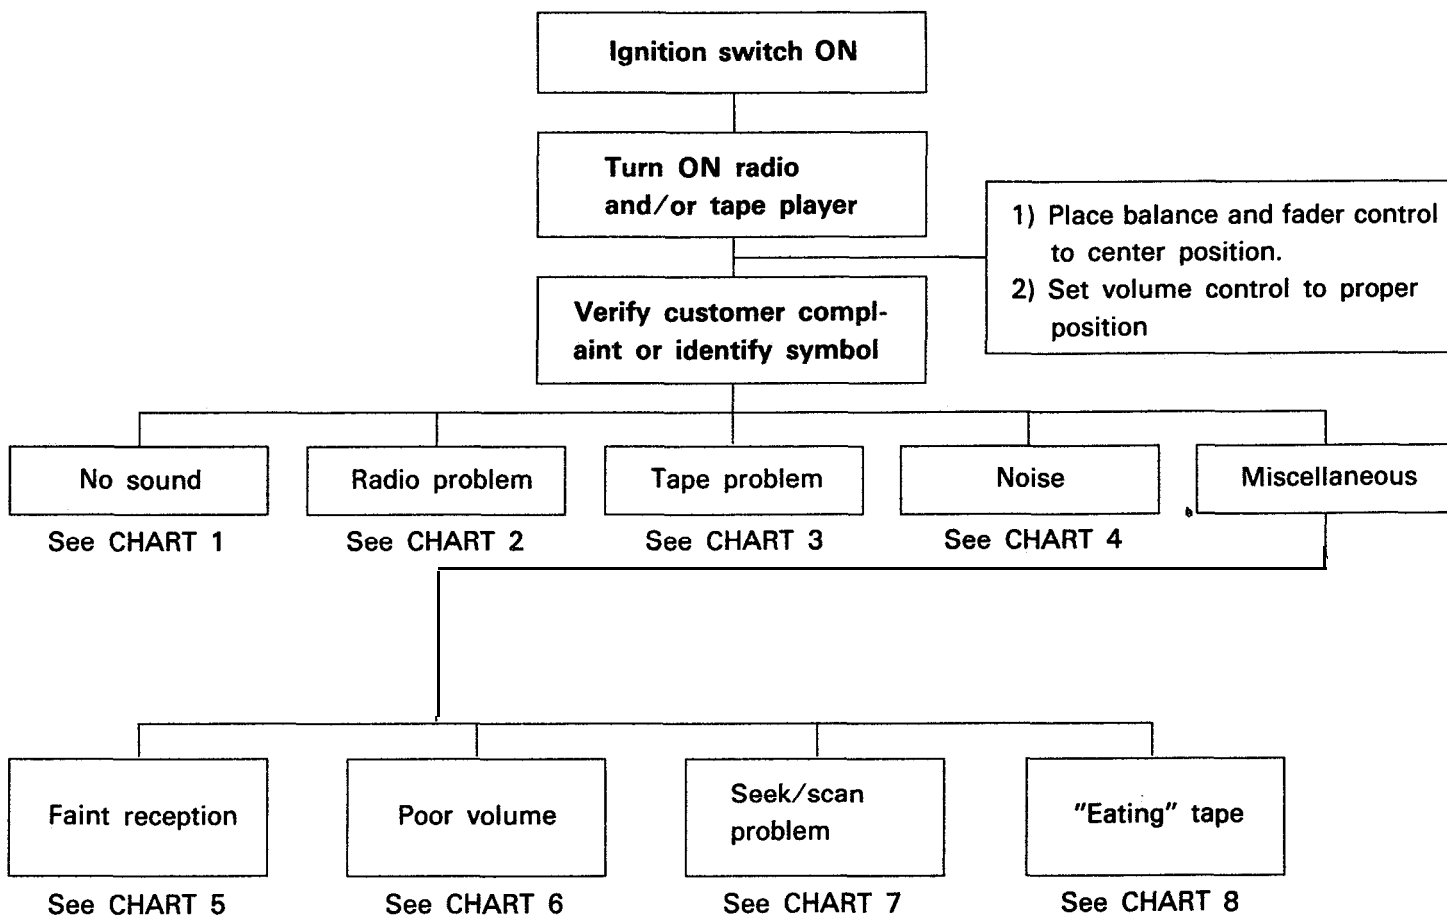 Ignition switch ON
Turn ON radio
and/or tape player
1) Place balance and fader control
to center position.
2) Set volume control to proper
position
Verify customer compl-
aint or identify symbol
No sound
Radio problem
Tape problem
Noise
Miscellaneous
See CHART 1
See CHART 2
See CHART 3
See CHART 4
Faint reception
Poor volume
Seek/scan
problem
"Eating" tape
See CHART 5
See CHART 6
See CHART 7
See CHART 8